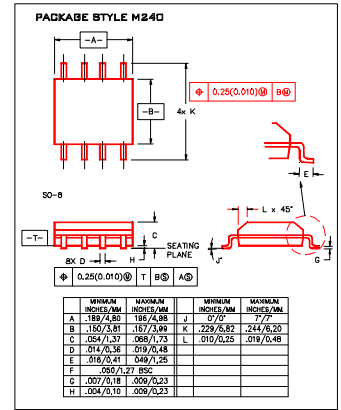 PACKAGE STYLE M240
-A-
-B-
4x K
⌖ 0.25(0.010)Ⓜ BⓂ
E
SO-8
L x 45°
-T-
C
SEATING
PLANE
8X D
H
J°
G
⌖ 0.25(0.010)Ⓜ T BⓈ AⓈ
MINIMUM INCHES/MM MAXIMUM INCHES/MM MINIMUM INCHES/MM MAXIMUM INCHES/MM
A .189/4,80 .196/4,98 J 0°/0° 7°/7°
B .150/3,81 .157/3,99 K .229/5,82 .244/6,20
C .054/1,37 .068/1,73 L .010/0,25 .019/0,48
D .014/0,36 .019/0,48
E .016/0,41 .049/1,25
F .050/1,27 BSC
G .007/0,18 .009/0,23
H .004/0,10 .009/0,23